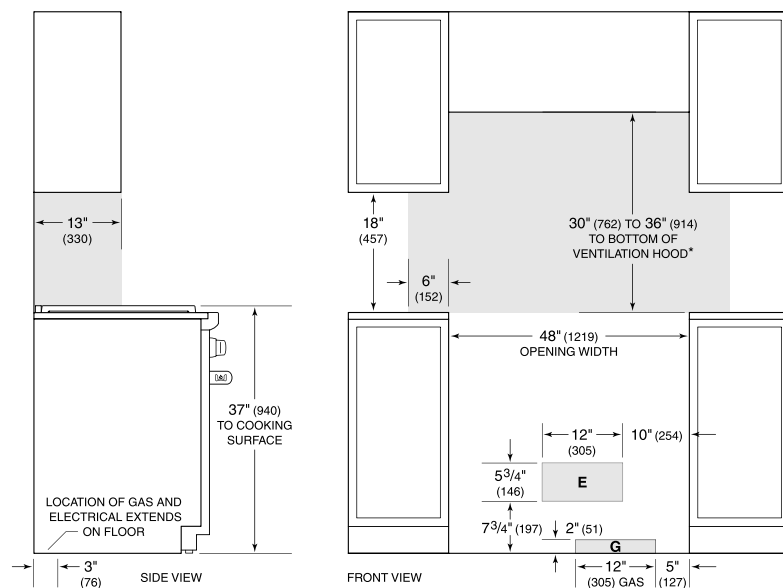 13"
(330)
18"
(457)
30" (762) TO 36" (914)
TO BOTTOM OF
VENTILATION HOOD*
6"
(152)
48" (1219)
OPENING WIDTH
37" (940)
TO COOKING
SURFACE
12"
(305)
10" (254)
5 3/4"
(146)
E
LOCATION OF GAS AND
ELECTRICAL EXTENDS
ON FLOOR
7 3/4" (197)
2" (51)
G
3"
(76)
SIDE VIEW
FRONT VIEW
12"
(305) GAS
5"
(127)